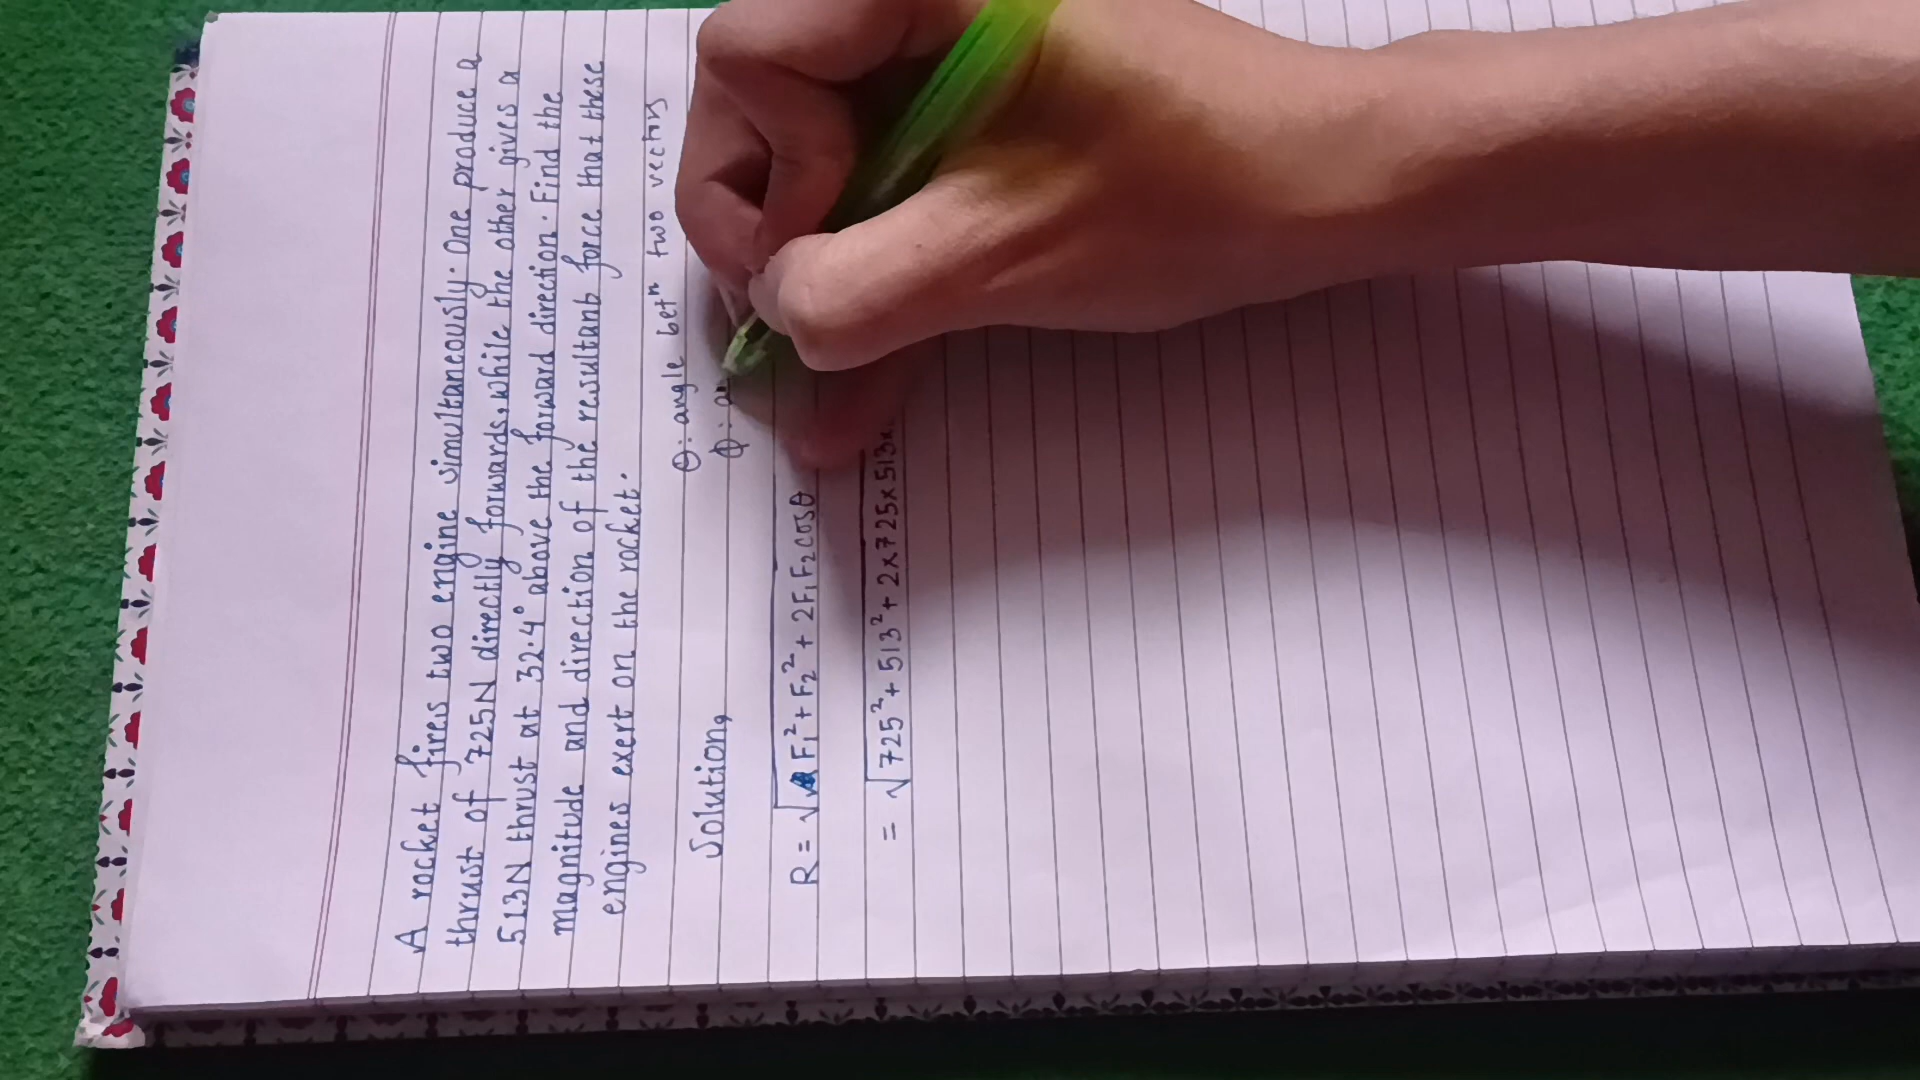 A rocket fires two engine simultaneously. One produce a
thrust of 725N directly forwards, while the other gives a
513N thrust at 32.4° above the forward direction. Find the
magnitude and direction of the resultant force that these
engines exert on the rocket.
θ: angle betⁿ two vectors
Solution,
ϕ: an
R = √F₁² + F₂² + 2F₁F₂cosθ
= √725² + 513² + 2×725×513×